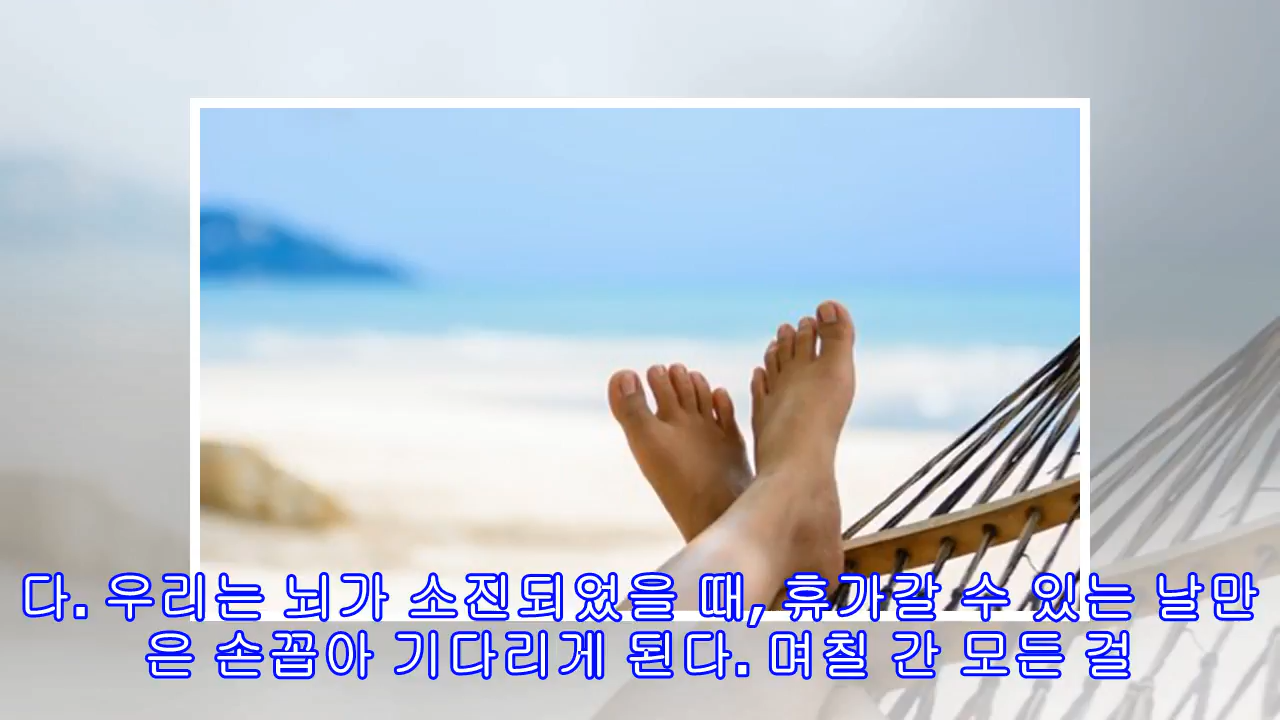 다. 우리는 뇌가 소진되었을 때, 휴가갈 수 있는 날만
은 손꼽아 기다리게 된다. 며칠 간 모든 걸